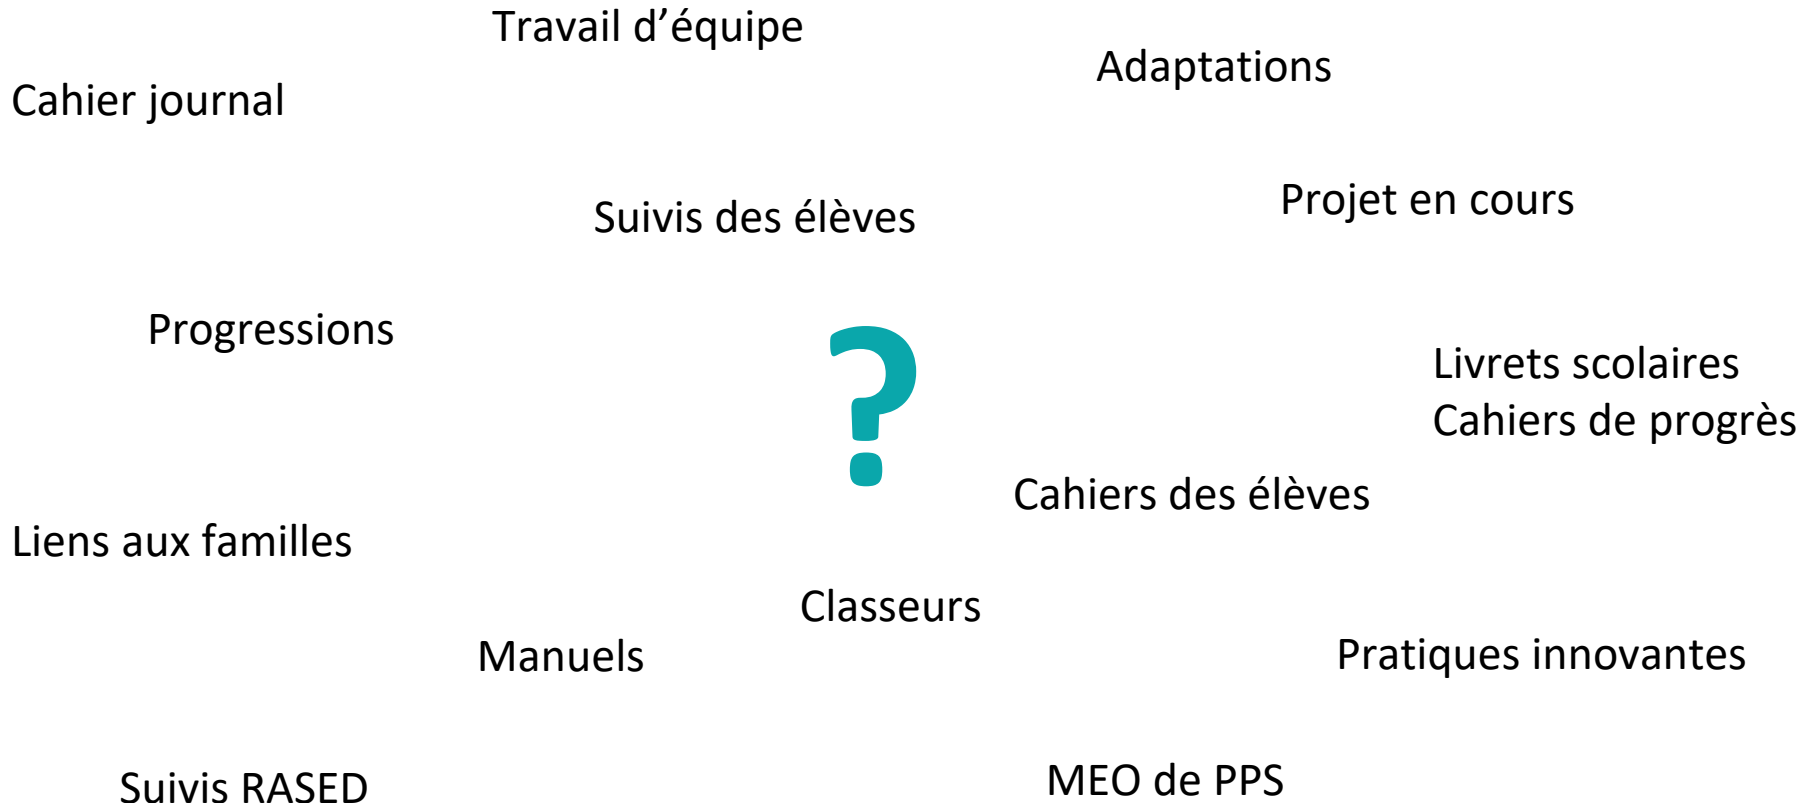 Travail d’équipe
Adaptations
Cahier journal
Projet en cours
Suivis des élèves
Progressions
?
Livrets scolaires
Cahiers de progrès
Cahiers des élèves
Liens aux familles
Classeurs
Manuels
Pratiques innovantes
MEO de PPS
Suivis RASED